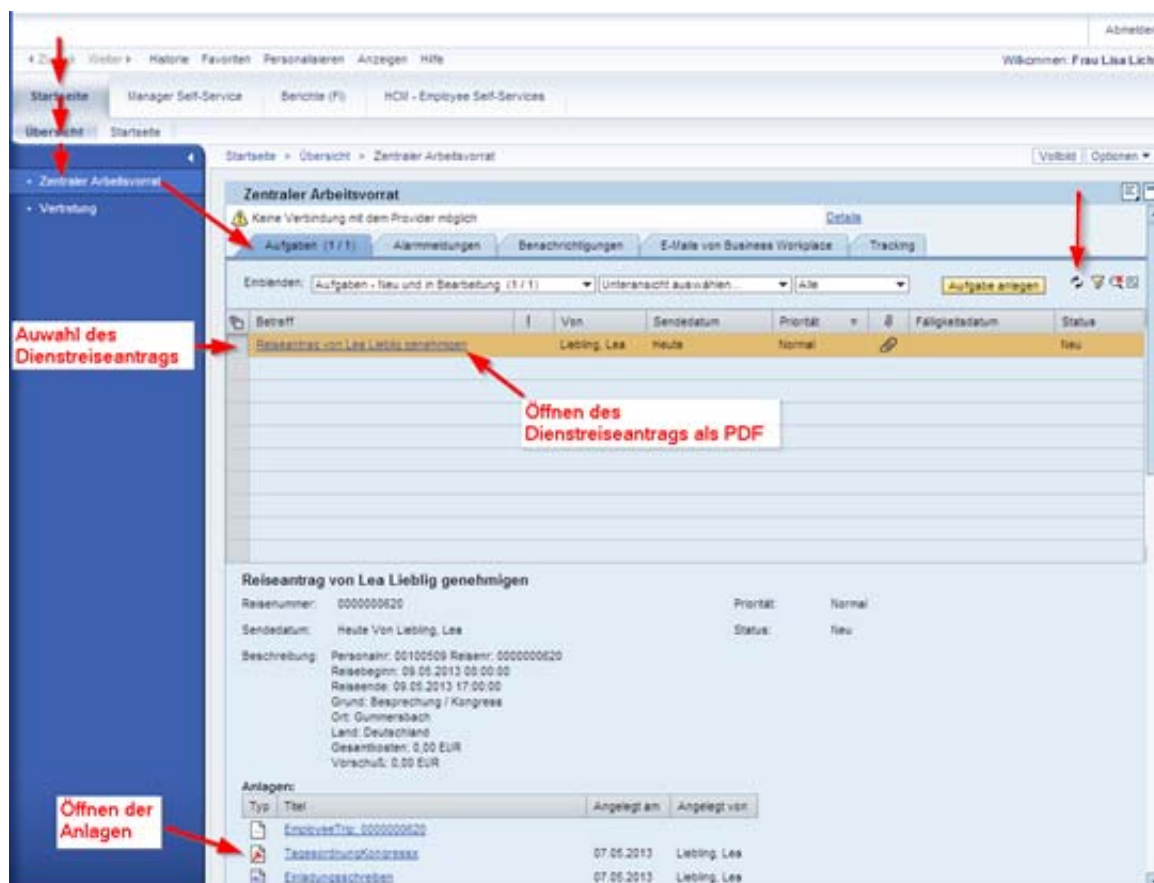 Abmelden
Zurück Weiter Historie Favoriten Personalisieren Anzeigen Hilfe
Willkommen: Frau Lisa Lich
Startseite Manager Self-Service Berichte (FI) HCM - Employee Self-Services
Übersicht Startseite
Startseite > Übersicht > Zentraler Arbeitsvorrat
Vollbild Optionen
Zentraler Arbeitsvorrat
Vertretung
Zentraler Arbeitsvorrat
Keine Verbindung mit dem Provider möglich Details
Aufgaben (1 / 1) Alarmmeldungen Benachrichtigungen E-Mails von Business Workplace Tracking
Einblenden: Aufgaben - Neu und in Bearbeitung (1 / 1) Unteransicht auswählen... Alle Aufgabe anlegen
Betreff ! Von Sendedatum Priorität Fälligkeitsdatum Status
Reiseantrag von Lea Lieblig genehmigen Liebling, Lea Heute Normal Neu
Auwahl des
Dienstreiseantrags
Öffnen des
Dienstreiseantrags als PDF
Reiseantrag von Lea Lieblig genehmigen
Reisenummer: 0000000620 Priorität: Normal
Sendedatum: Heute Von Liebling, Lea Status: Neu
Beschreibung: Personalnr: 00100509 Reisenr: 0000000620
Reisebeginn: 09.05.2013 08:00:00
Reiseende: 09.05.2013 17:00:00
Grund: Besprechung / Kongress
Ort: Gummersbach
Land: Deutschland
Gesamtkosten: 0,00 EUR
Vorschuß: 0,00 EUR
Anlagen:
Typ Titel Angelegt am Angelegt von
EmployeeTrip: 0000000620
Öffnen der
Anlagen
TagesordnungKongressx 07.05.2013 Liebling, Lea
Einladungsschreiben 07.05.2013 Liebling, Lea